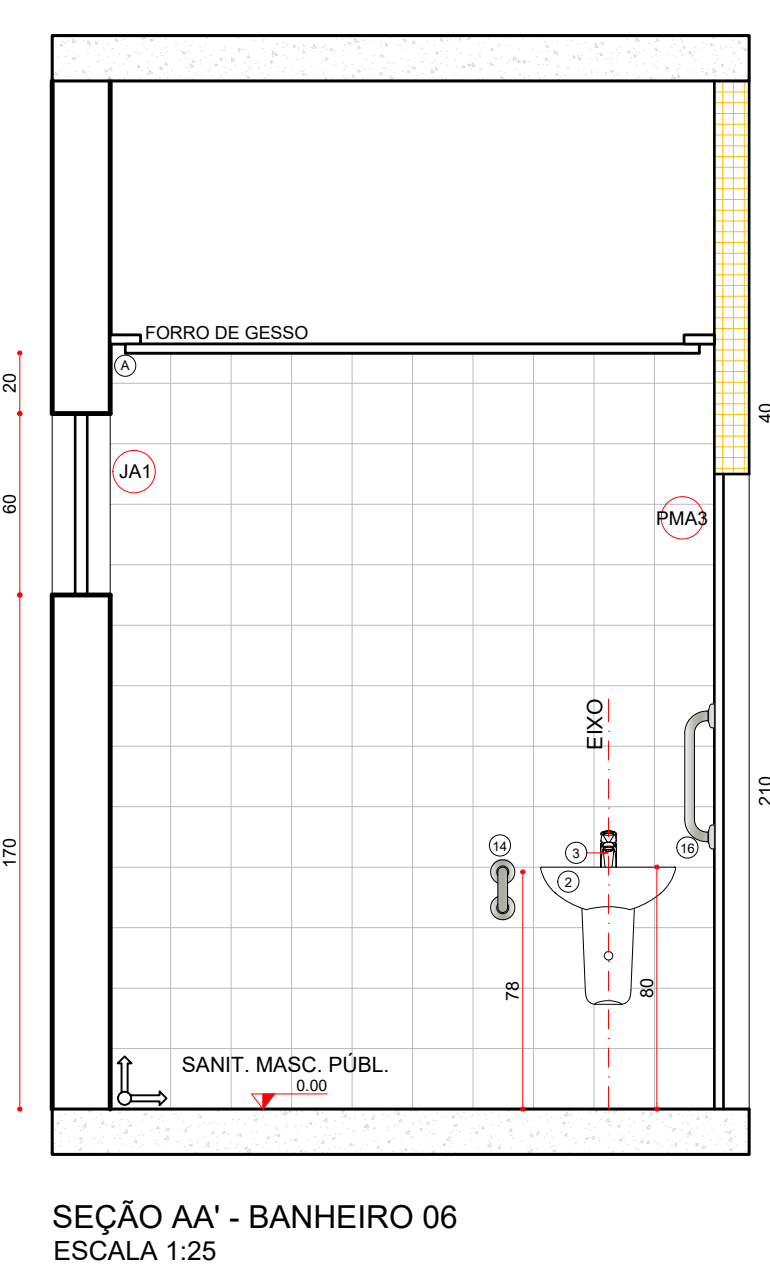 FORRO DE GESSO
A
20
40
JA1
60
PMA3
EIXO
210
14
3
16
170
2
78
80
SANIT. MASC. PÚBL.
0.00
SEÇÃO AA' - BANHEIRO 06
ESCALA 1:25